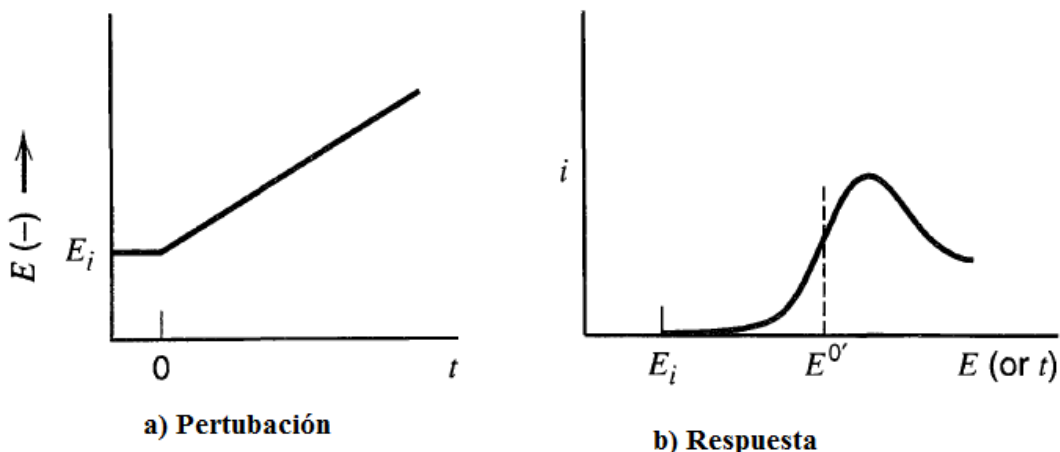 E (−) →
E_i
0
t
a) Pertubación
i
E_i
E^{0′}
E (or t)
b) Respuesta